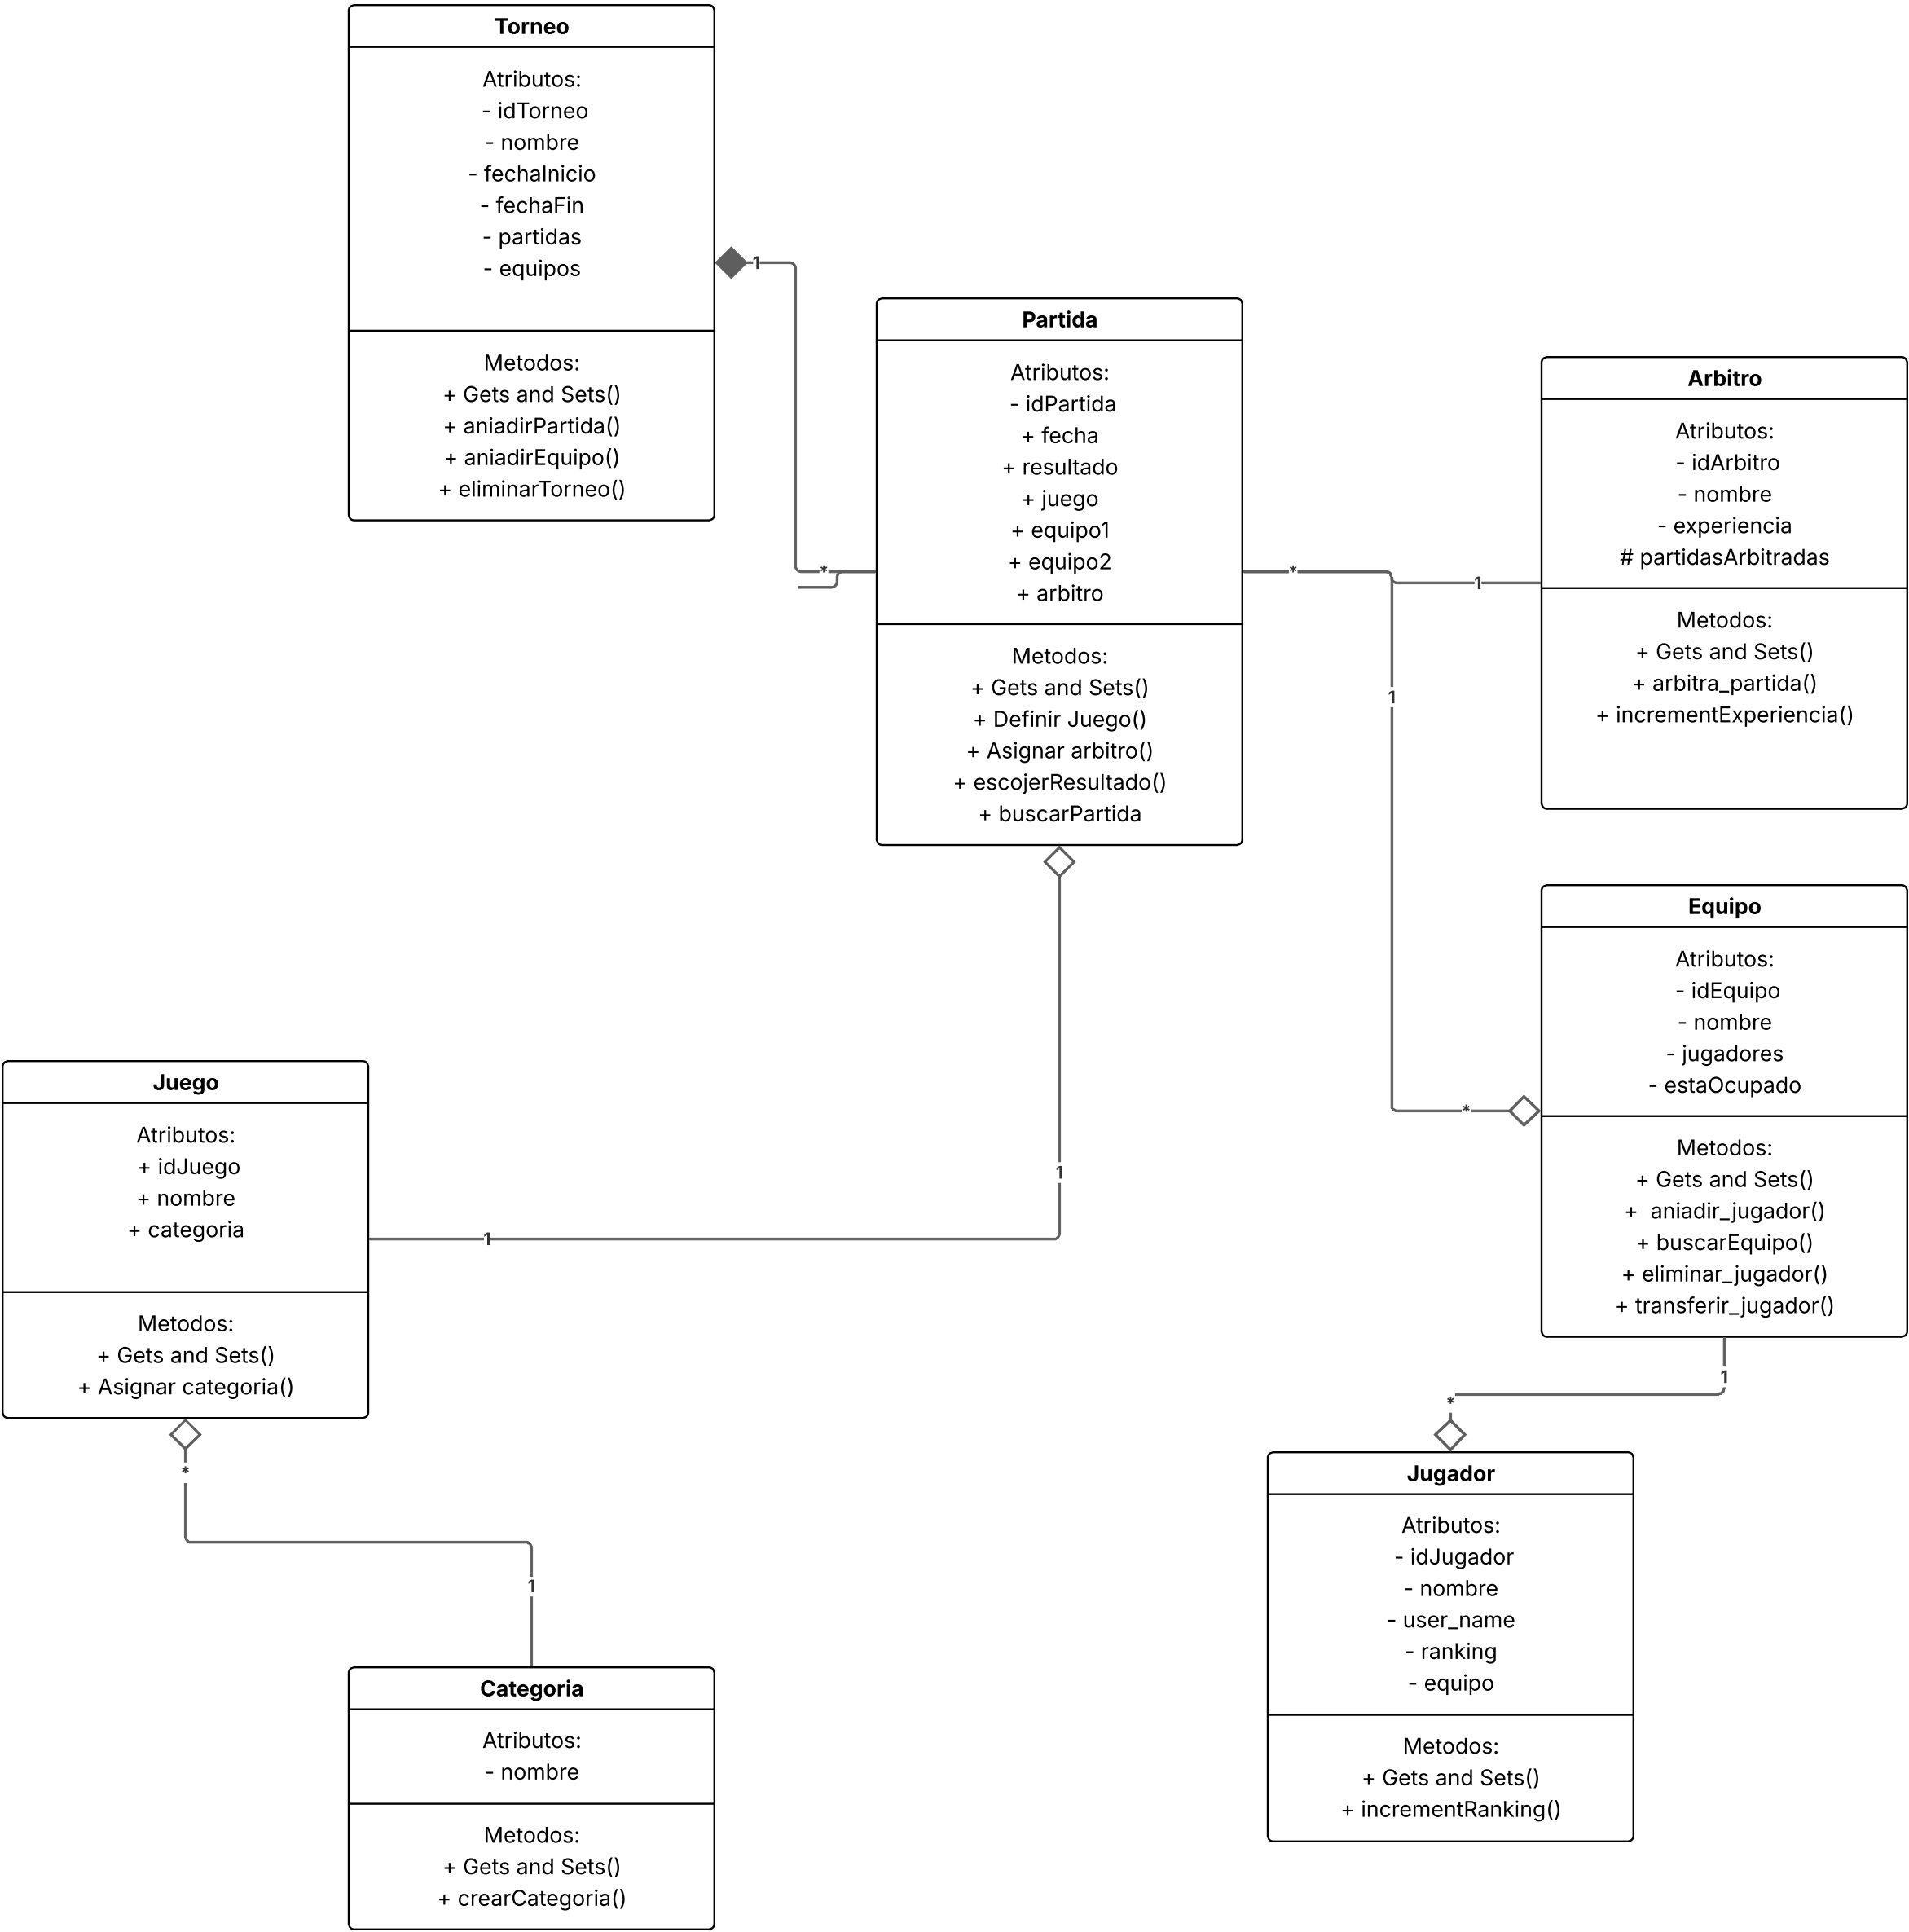 Torneo
Atributos:
- idTorneo
- nombre
- fechaInicio
- fechaFin
- partidas
- equipos
Metodos:
+ Gets and Sets()
+ aniadirPartida()
+ aniadirEquipo()
+ eliminarTorneo()
1
*
Partida
Atributos:
- idPartida
+ fecha
+ resultado
+ juego
+ equipo1
+ equipo2
+ arbitro
Metodos:
+ Gets and Sets()
+ Definir Juego()
+ Asignar arbitro()
+ escojerResultado()
+ buscarPartida
*
1
1
*
Arbitro
Atributos:
- idArbitro
- nombre
- experiencia
# partidasArbitradas
Metodos:
+ Gets and Sets()
+ arbitra_partida()
+ incrementExperiencia()
Equipo
Atributos:
- idEquipo
- nombre
- jugadores
- estaOcupado
Metodos:
+ Gets and Sets()
+ aniadir_jugador()
+ buscarEquipo()
+ eliminar_jugador()
+ transferir_jugador()
1
*
Juego
Atributos:
+ idJuego
+ nombre
+ categoria
Metodos:
+ Gets and Sets()
+ Asignar categoria()
1
1
*
1
Jugador
Atributos:
- idJugador
- nombre
- user_name
- ranking
- equipo
Metodos:
+ Gets and Sets()
+ incrementRanking()
Categoria
Atributos:
- nombre
Metodos:
+ Gets and Sets()
+ crearCategoria()